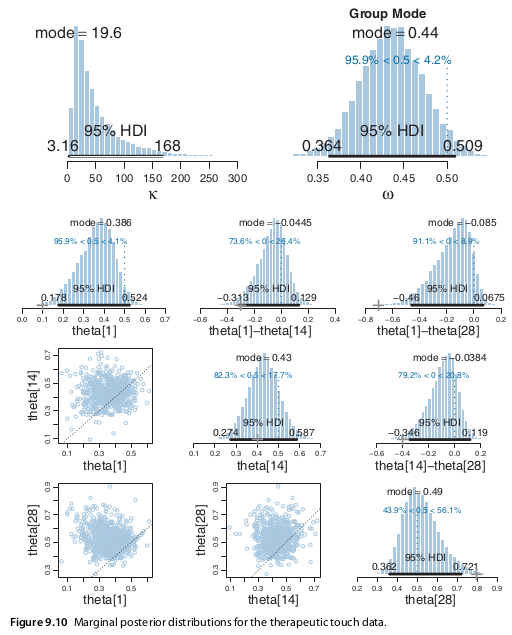 Group Mode
mode = 19.6
mode = 0.44
95.9% < 0.5 < 4.2%
95% HDI
3.16 168
95% HDI
0.364 0.509
0 50 100 150 200 250 300
0.35 0.40 0.45 0.50
κ
ω
mode = 0.386
95.9% < 0.5 < 4.1%
95% HDI
0.178 0.524
0.0 0.1 0.2 0.3 0.4 0.5 0.6 0.7
theta[1]
mode = −0.0445
73.6% < 0 < 26.4%
95% HDI
−0.313 0.129
−0.6 −0.4 −0.2 0.0 0.2 0.4
theta[1]−theta[14]
mode = −0.085
91.1% < 0 < 8.9%
95% HDI
−0.46 0.0675
−0.8 −0.6 −0.4 −0.2 0.0 0.2
theta[1]−theta[28]
theta[14]
0.1 0.3 0.5 0.7
0.1 0.3 0.5
theta[1]
mode = 0.43
82.3% < 0.5 < 17.7%
95% HDI
0.274 0.587
0.1 0.2 0.3 0.4 0.5 0.6 0.7 0.8
theta[14]
mode = −0.0384
79.2% < 0 < 20.8%
95% HDI
−0.346 0.119
−0.6 −0.4 −0.2 0.0 0.2
theta[14]−theta[28]
theta[28]
0.3 0.5 0.7 0.9
0.1 0.3 0.5
theta[1]
theta[28]
0.3 0.5 0.7 0.9
0.1 0.3 0.5 0.7
theta[14]
mode = 0.49
43.9% < 0.5 < 56.1%
95% HDI
0.362 0.721
0.2 0.3 0.4 0.5 0.6 0.7 0.8 0.9
theta[28]
Figure 9.10 Marginal posterior distributions for the therapeutic touch data.